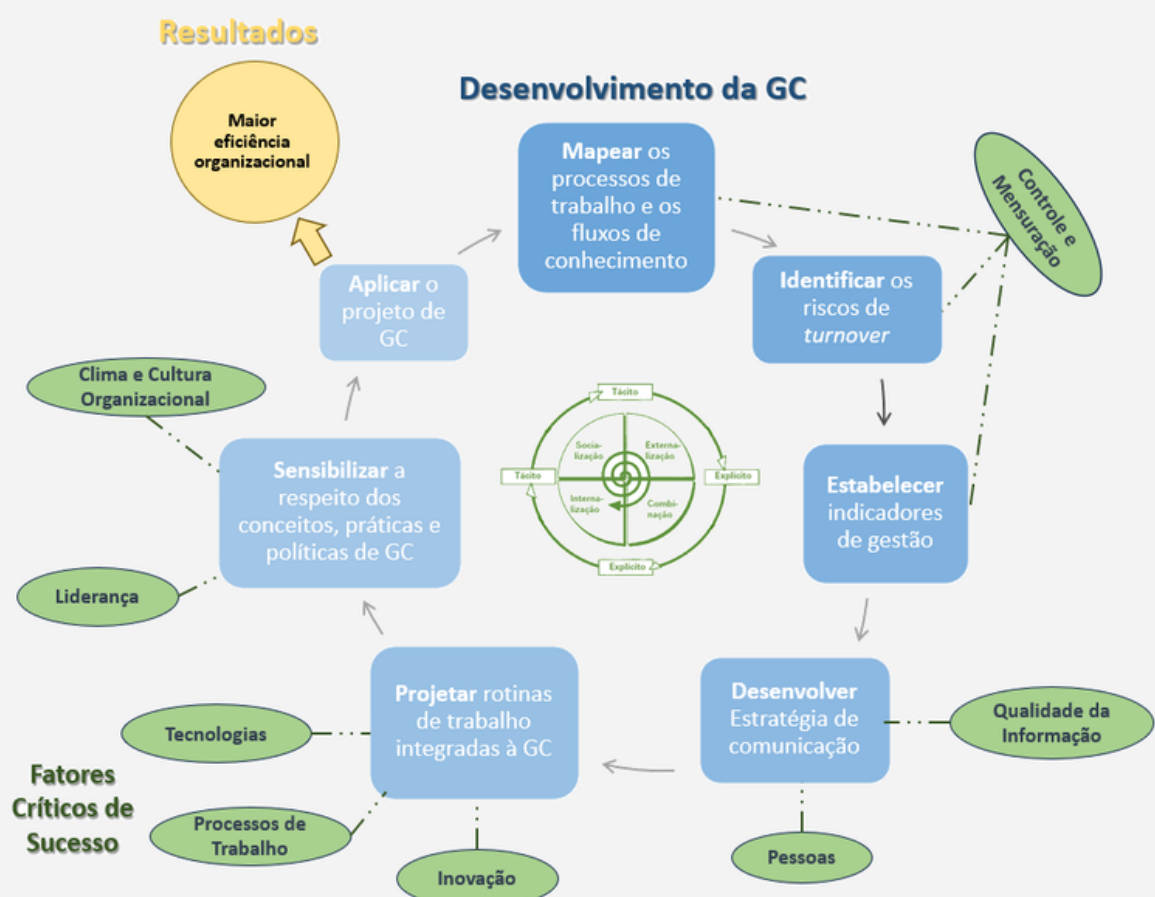 Resultados
Maior
eficiência
organizacional
Desenvolvimento da GC
Mapear os
processos de
trabalho e os
fluxos de
conhecimento
Controle e
Mensuração
Identificar os
riscos de
turnover
Estabelecer
indicadores
de gestão
Desenvolver
Estratégia de
comunicação
Qualidade da
Informação
Pessoas
Projetar rotinas
de trabalho
integradas à GC
Tecnologias
Processos de
Trabalho
Inovação
Fatores
Críticos de
Sucesso
Sensibilizar a
respeito dos
conceitos, práticas e
políticas de GC
Clima e Cultura
Organizacional
Liderança
Aplicar o
projeto de
GC
Tácito
Socia-
lização
Externa-
lização
Tácito
Explícito
Interna-
lização
Combi-
nação
Explícito